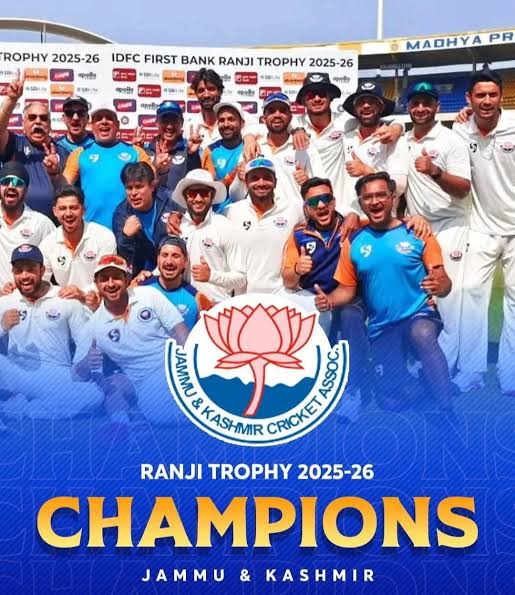 TROPHY 2025-26
IDFC FIRST BANK RANJI TROPHY 2025-26
MADHYA PR
JAMMU & KASHMIR CRICKET ASSOC.
RANJI TROPHY 2025-26
CHAMPIONS
JAMMU & KASHMIR